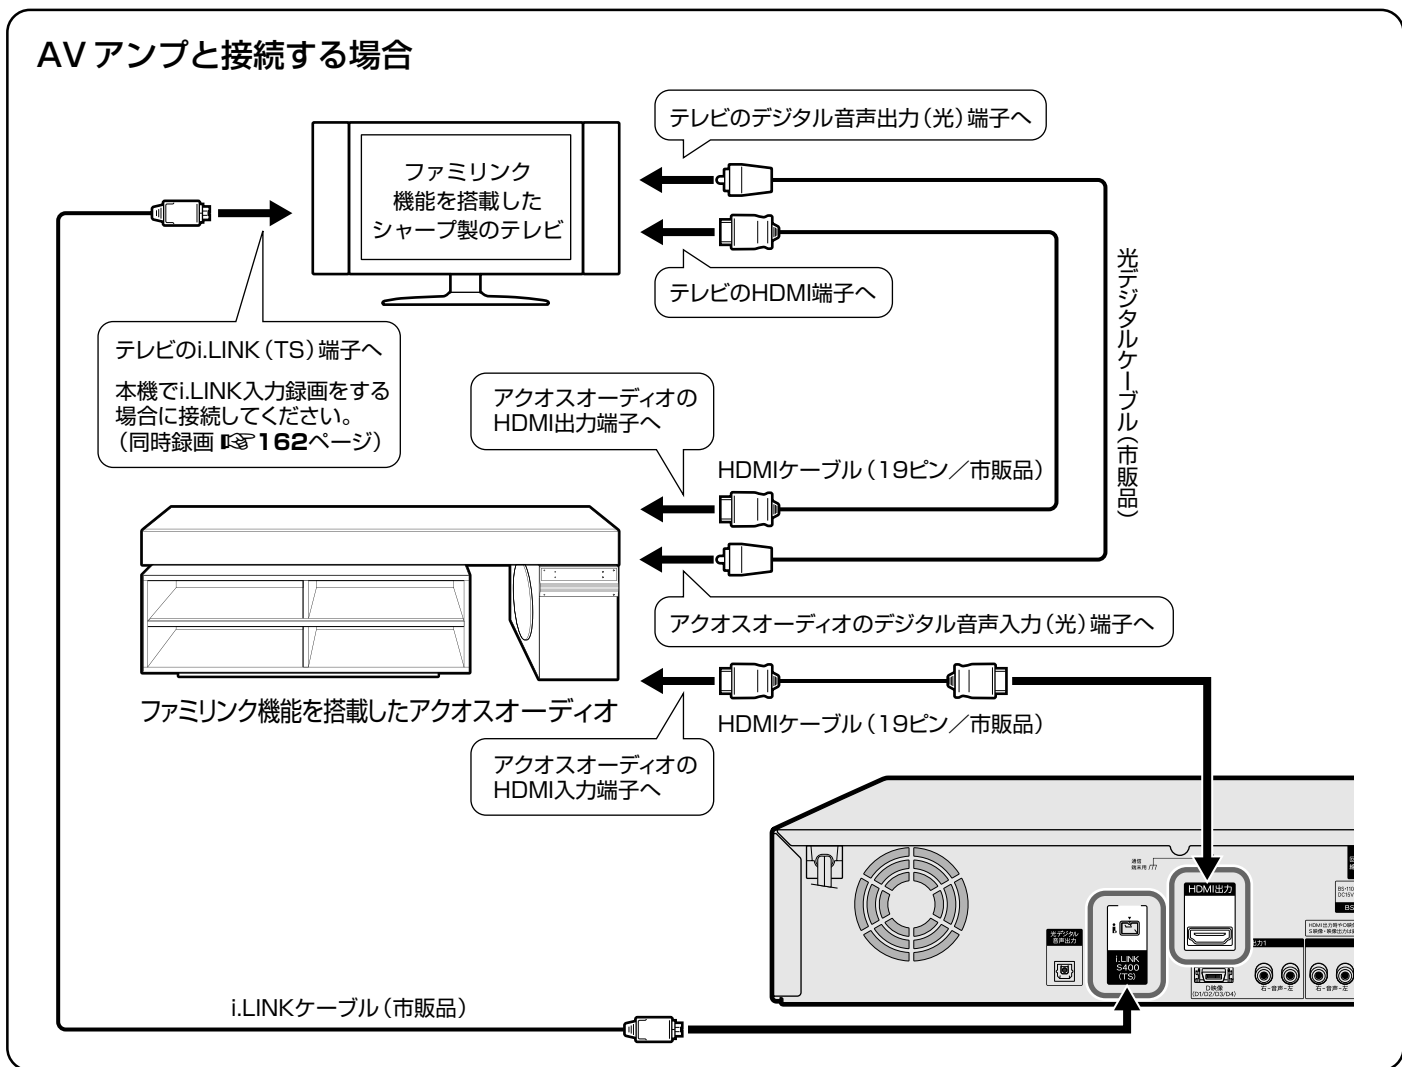 AVアンプと接続する場合
テレビのデジタル音声出力(光)端子へ
ファミリンク
機能を搭載した
シャープ製のテレビ
テレビのHDMI端子へ
光デジタルケーブル(市販品)
テレビのi.LINK(TS)端子へ
本機でi.LINK入力録画をする
場合に接続してください。
(同時録画 ☞162ページ)
アクオスオーディオの
HDMI出力端子へ
HDMIケーブル(19ピン/市販品)
アクオスオーディオのデジタル音声入力(光)端子へ
ファミリンク機能を搭載したアクオスオーディオ
HDMIケーブル(19ピン/市販品)
アクオスオーディオの
HDMI入力端子へ
HDMI出力
光デジタル
音声出力
i.LINK
S400
(TS)
D映像
(D1/D2/D3/D4)
出力1
右-音声-左
右-音声-左
i.LINKケーブル(市販品)